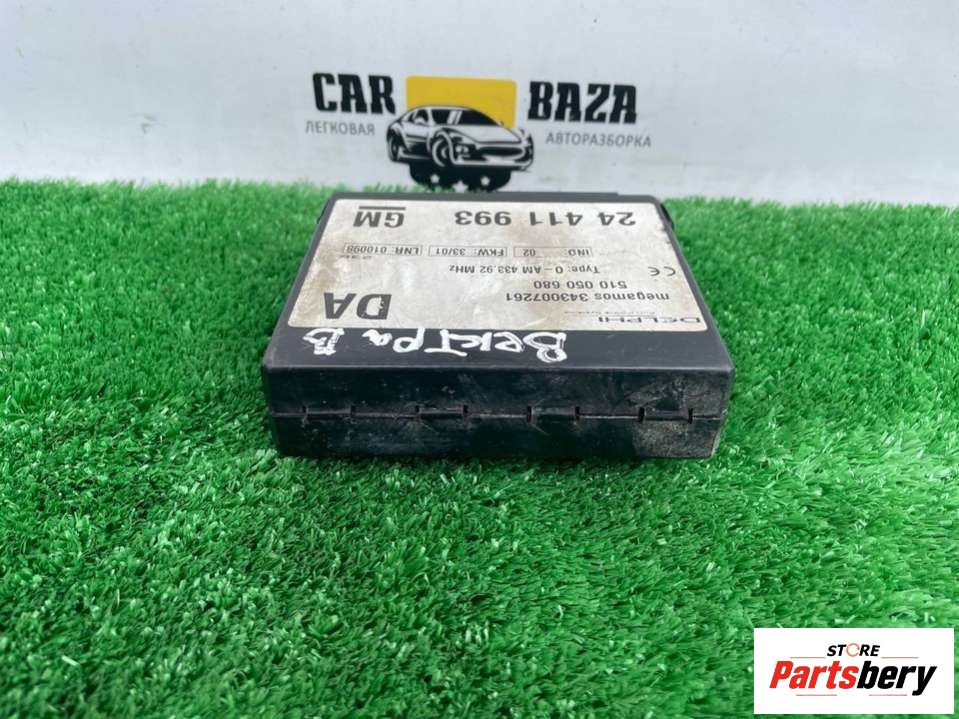 CAR BAZA
ЛЕГКОВАЯ АВТОРАЗБОРКА
DELPHI
megamos 343007261
510 050 680
DA
Type: 0-AM 433.92 MHz
CE
IND: 02 FKW: 33/01 LNR: 010098
24 411 993 GM
Вектра В
STORE
Partsbery